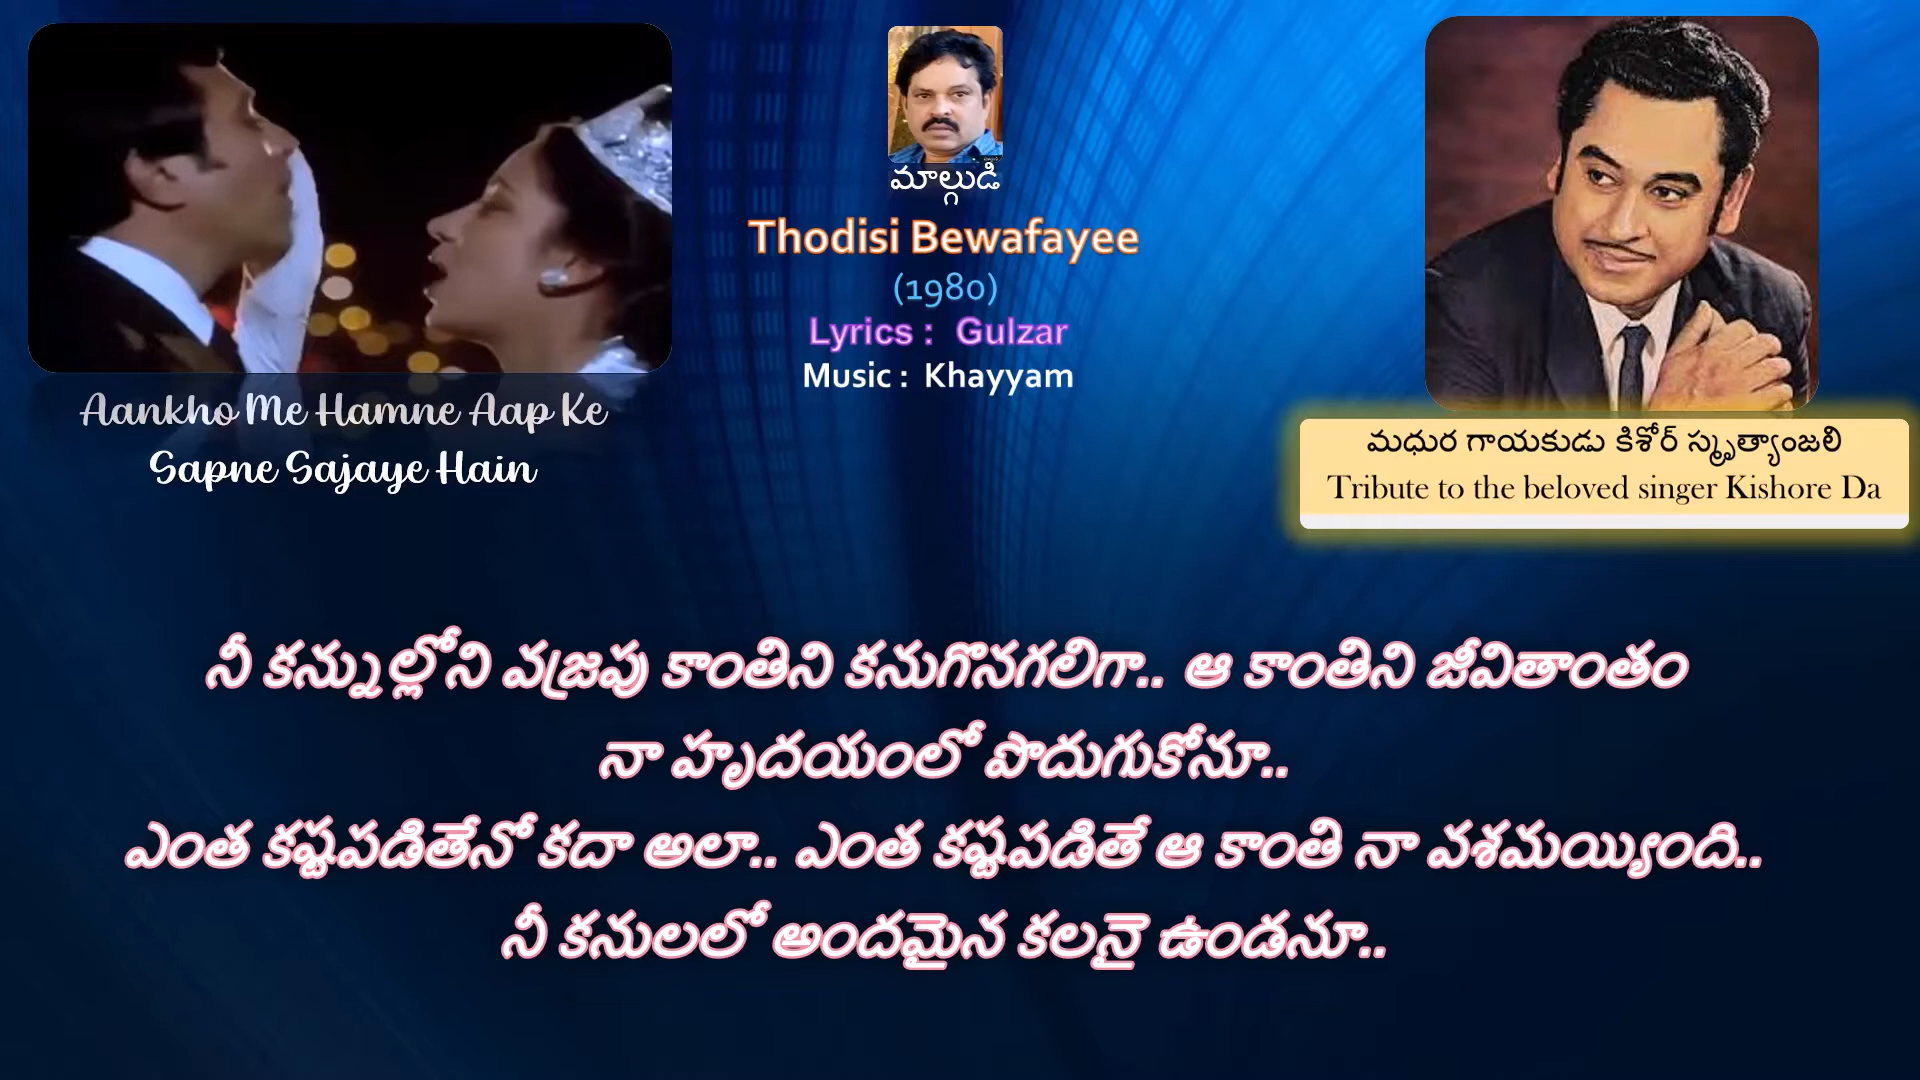 మాల్గుడి
Thodisi Bewafayee
(1980)
Lyrics : Gulzar
Music : Khayyam
Aankho Me Hamne Aap Ke
Sapne Sajaye Hain
మధుర గాయకుడు కిశోర్ స్మృత్యాంజలి
Tribute to the beloved singer Kishore Da
నీ కన్నుల్లోని వజ్రపు కాంతిని కనుగొనగలిగా.. ఆ కాంతిని జీవితాంతం
నా హృదయంలో పొదుగుకోనూ..
ఎంత కష్టపడితేనో కదా అలా.. ఎంత కష్టపడితే ఆ కాంతి నా వశమయ్యింది..
నీ కనులలో అందమైన కలనై ఉండనూ..